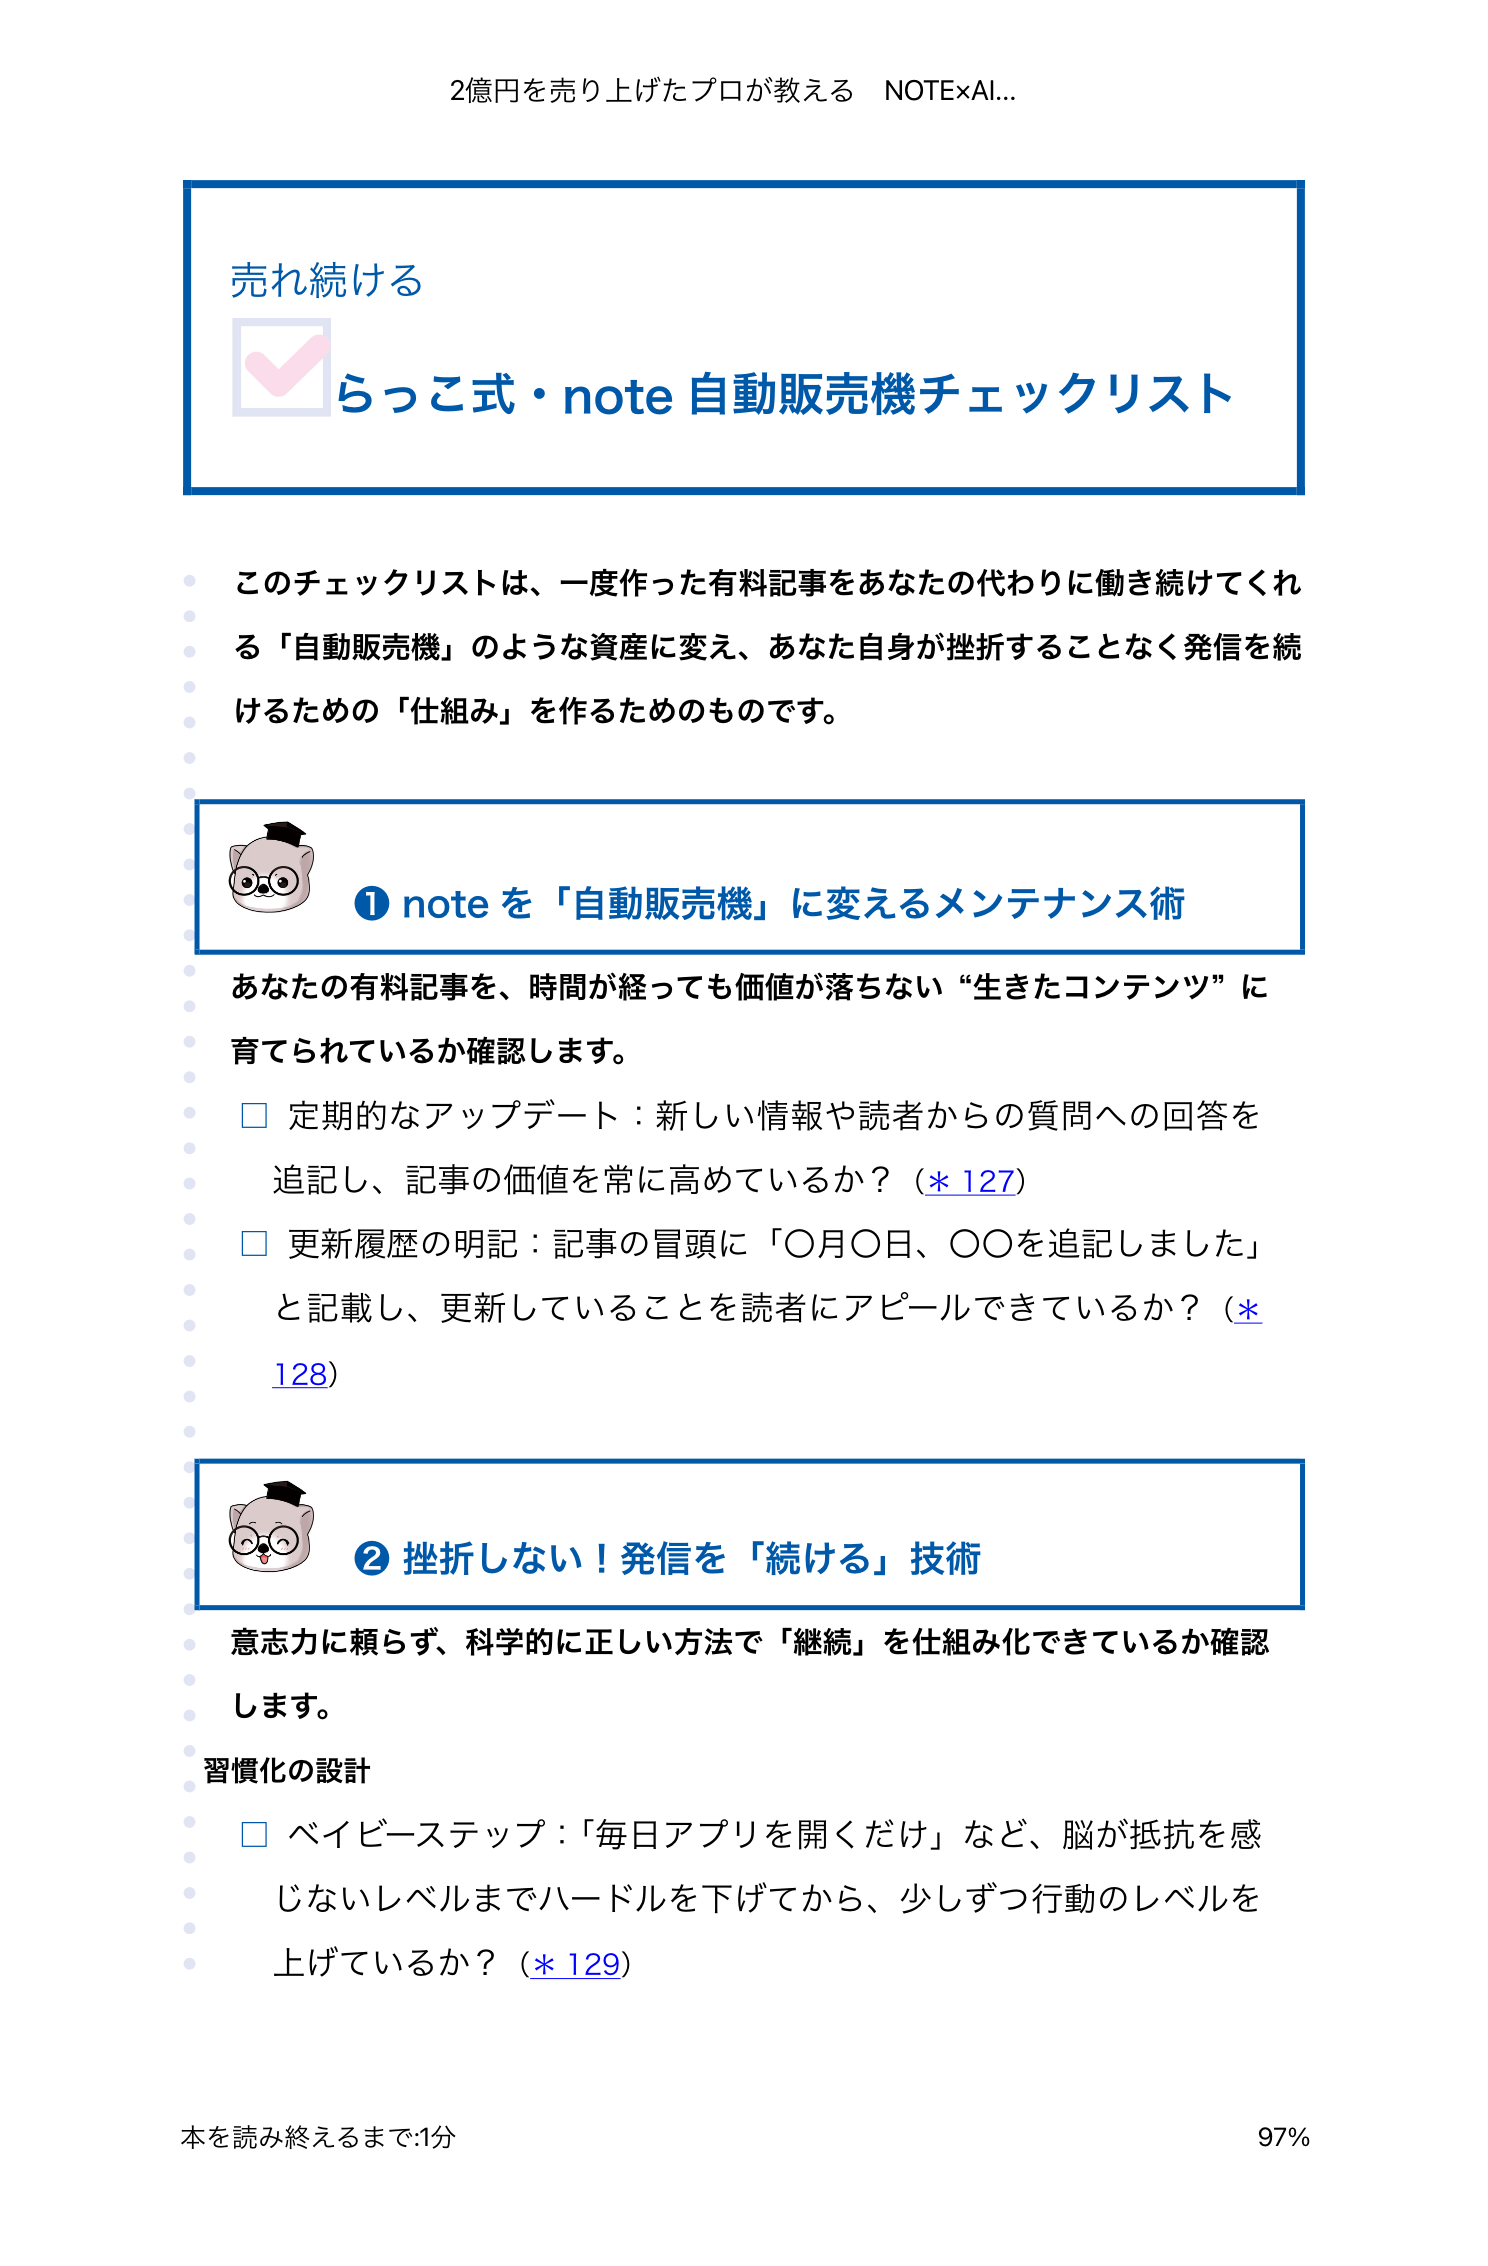 2億円を売り上げたプロが教える　NOTE×AI...
売れ続ける
らっこ式・note 自動販売機チェックリスト
このチェックリストは、一度作った有料記事をあなたの代わりに働き続けてくれ
る「自動販売機」のような資産に変え、あなた自身が挫折することなく発信を続
けるための「仕組み」を作るためのものです。
❶ note を「自動販売機」に変えるメンテナンス術
あなたの有料記事を、時間が経っても価値が落ちない“生きたコンテンツ”に
育てられているか確認します。
□ 定期的なアップデート：新しい情報や読者からの質問への回答を
追記し、記事の価値を常に高めているか？（＊ 127）
□ 更新履歴の明記：記事の冒頭に「〇月〇日、〇〇を追記しました」
と記載し、更新していることを読者にアピールできているか？（＊
128）
❷ 挫折しない！発信を「続ける」技術
意志力に頼らず、科学的に正しい方法で「継続」を仕組み化できているか確認
します。
習慣化の設計
□ ベイビーステップ：「毎日アプリを開くだけ」など、脳が抵抗を感
じないレベルまでハードルを下げてから、少しずつ行動のレベルを
上げているか？（＊ 129）
本を読み終えるまで:1分
97%